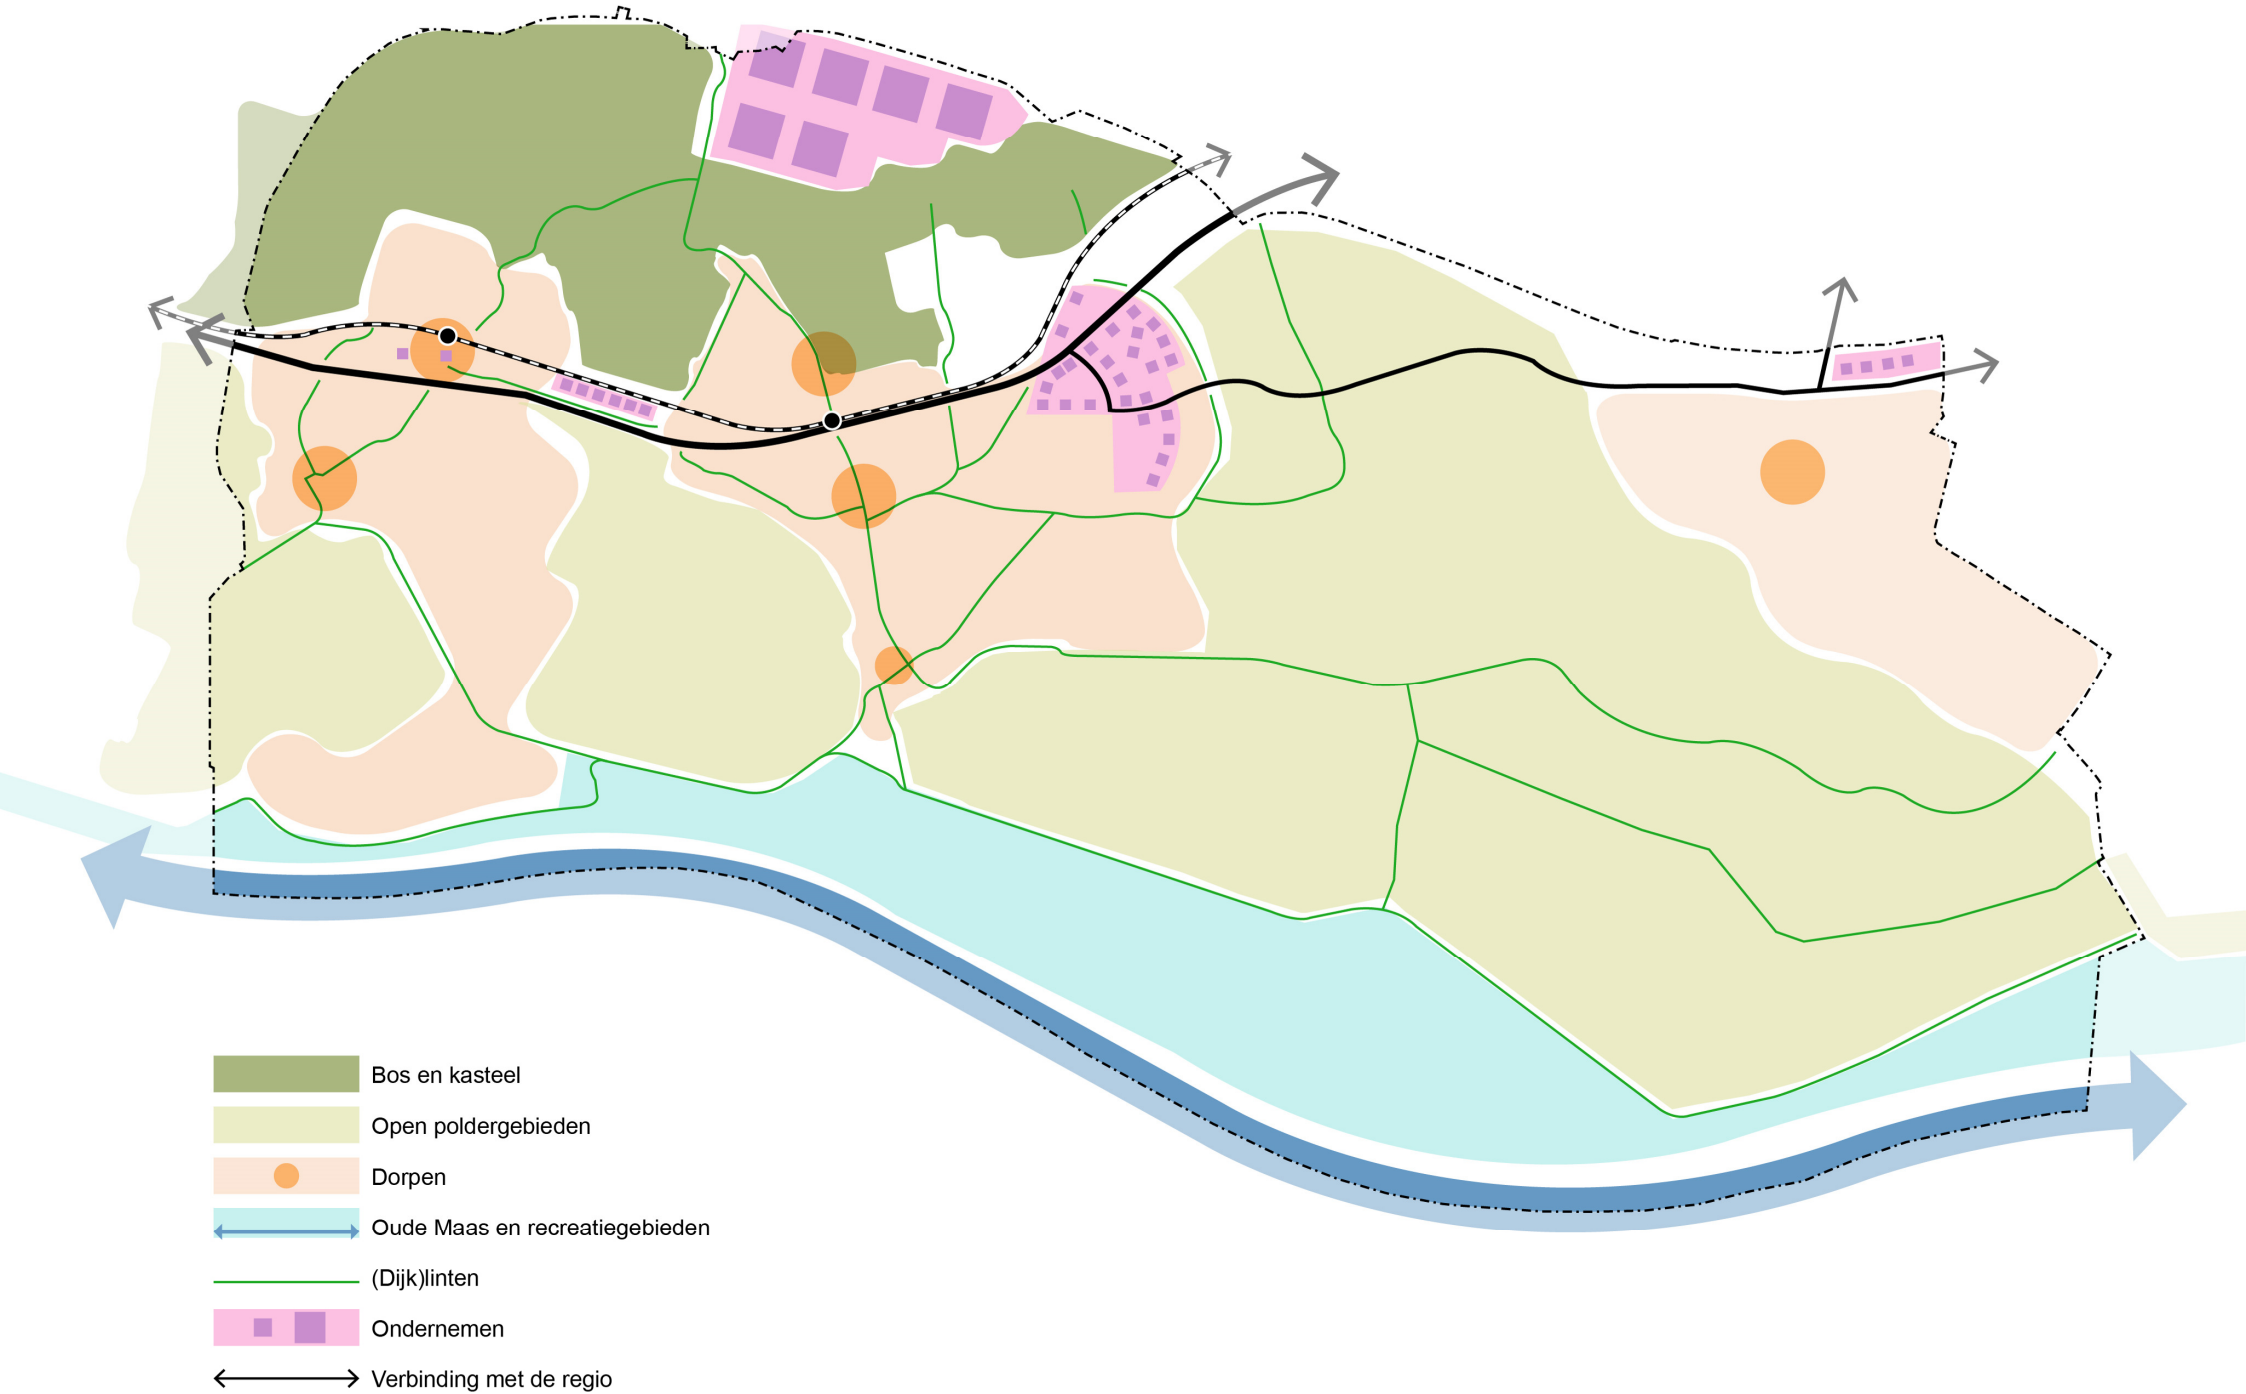 Bos en kasteel
Open poldergebieden
Dorpen
Oude Maas en recreatiegebieden
(Dijk)linten
Ondernemen
Verbinding met de regio